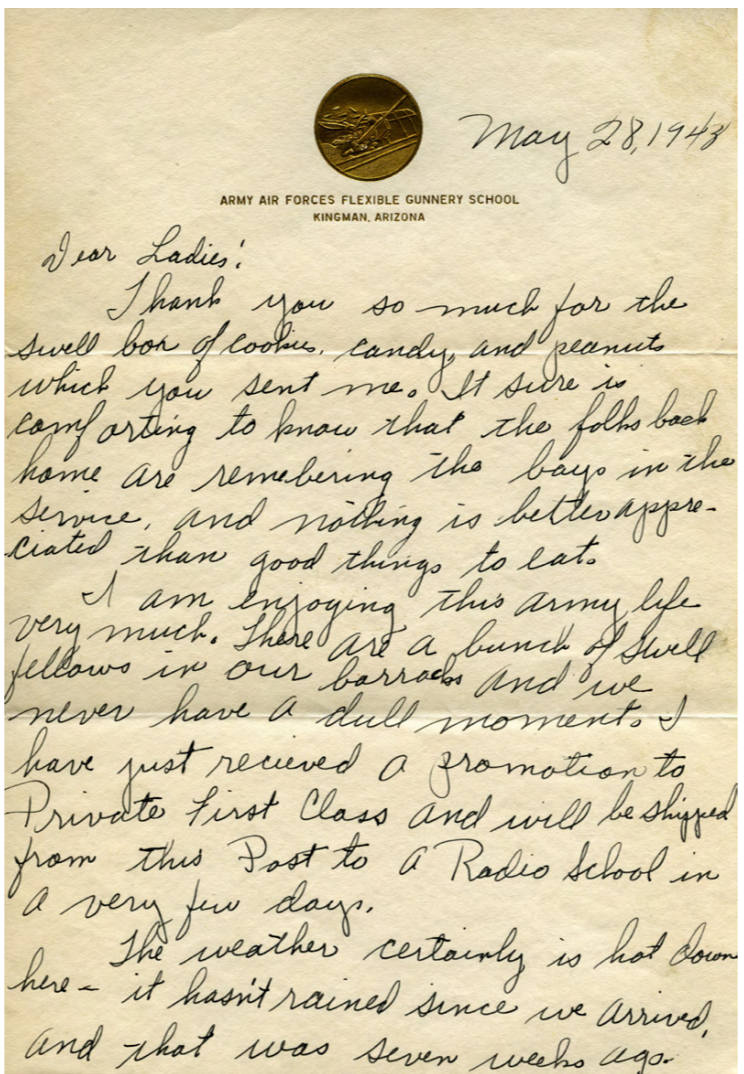 May 28, 1943
ARMY AIR FORCES FLEXIBLE GUNNERY SCHOOL
KINGMAN, ARIZONA
Dear Ladies:
Thank you so much for the
swell box of cookies, candy, and peanuts
which you sent me. It sure is
comforting to know that the folks back
home are remebering the boys in the
service, and nothing is better appre-
ciated than good things to eat.
I am enjoying this army life
very much. There are a bunch of swell
fellows in our barracks and we
never have a dull moment. I
have just recieved a promotion to
Private First Class and will be shipped
from this Post to a Radio School in
a very few days.
The weather certainly is hot down
here – it hasn't rained since we arrived,
and that was seven weeks ago.